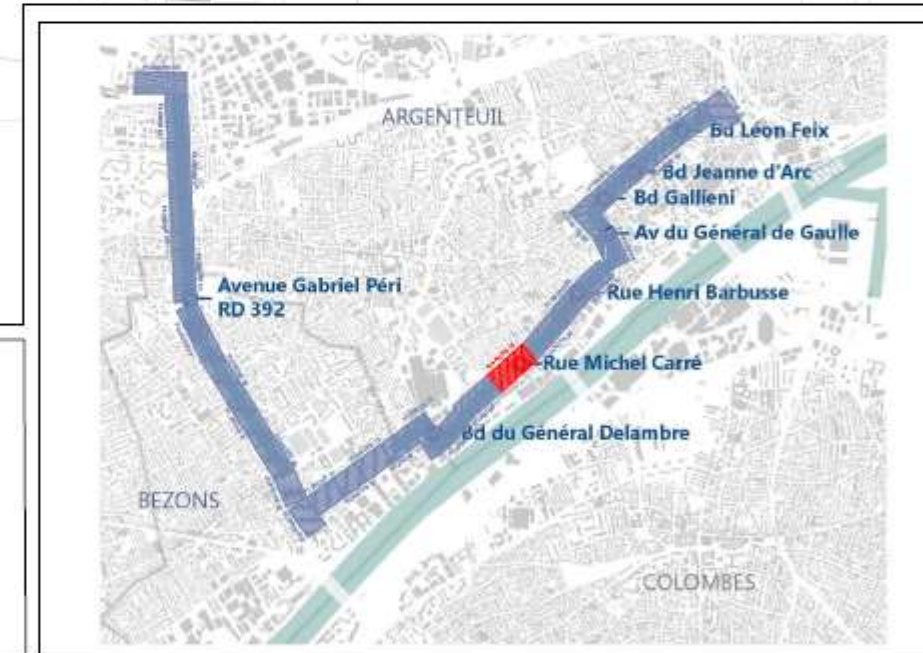 ARGENTEUIL
Bd Léon Feix
Bd Jeanne d'Arc
Bd Gallieni
Av du Général de Gaulle
Avenue Gabriel Péri
RD 392
Rue Henri Barbusse
Rue Michel Carré
Bd du Général Delambre
BEZONS
COLOMBES